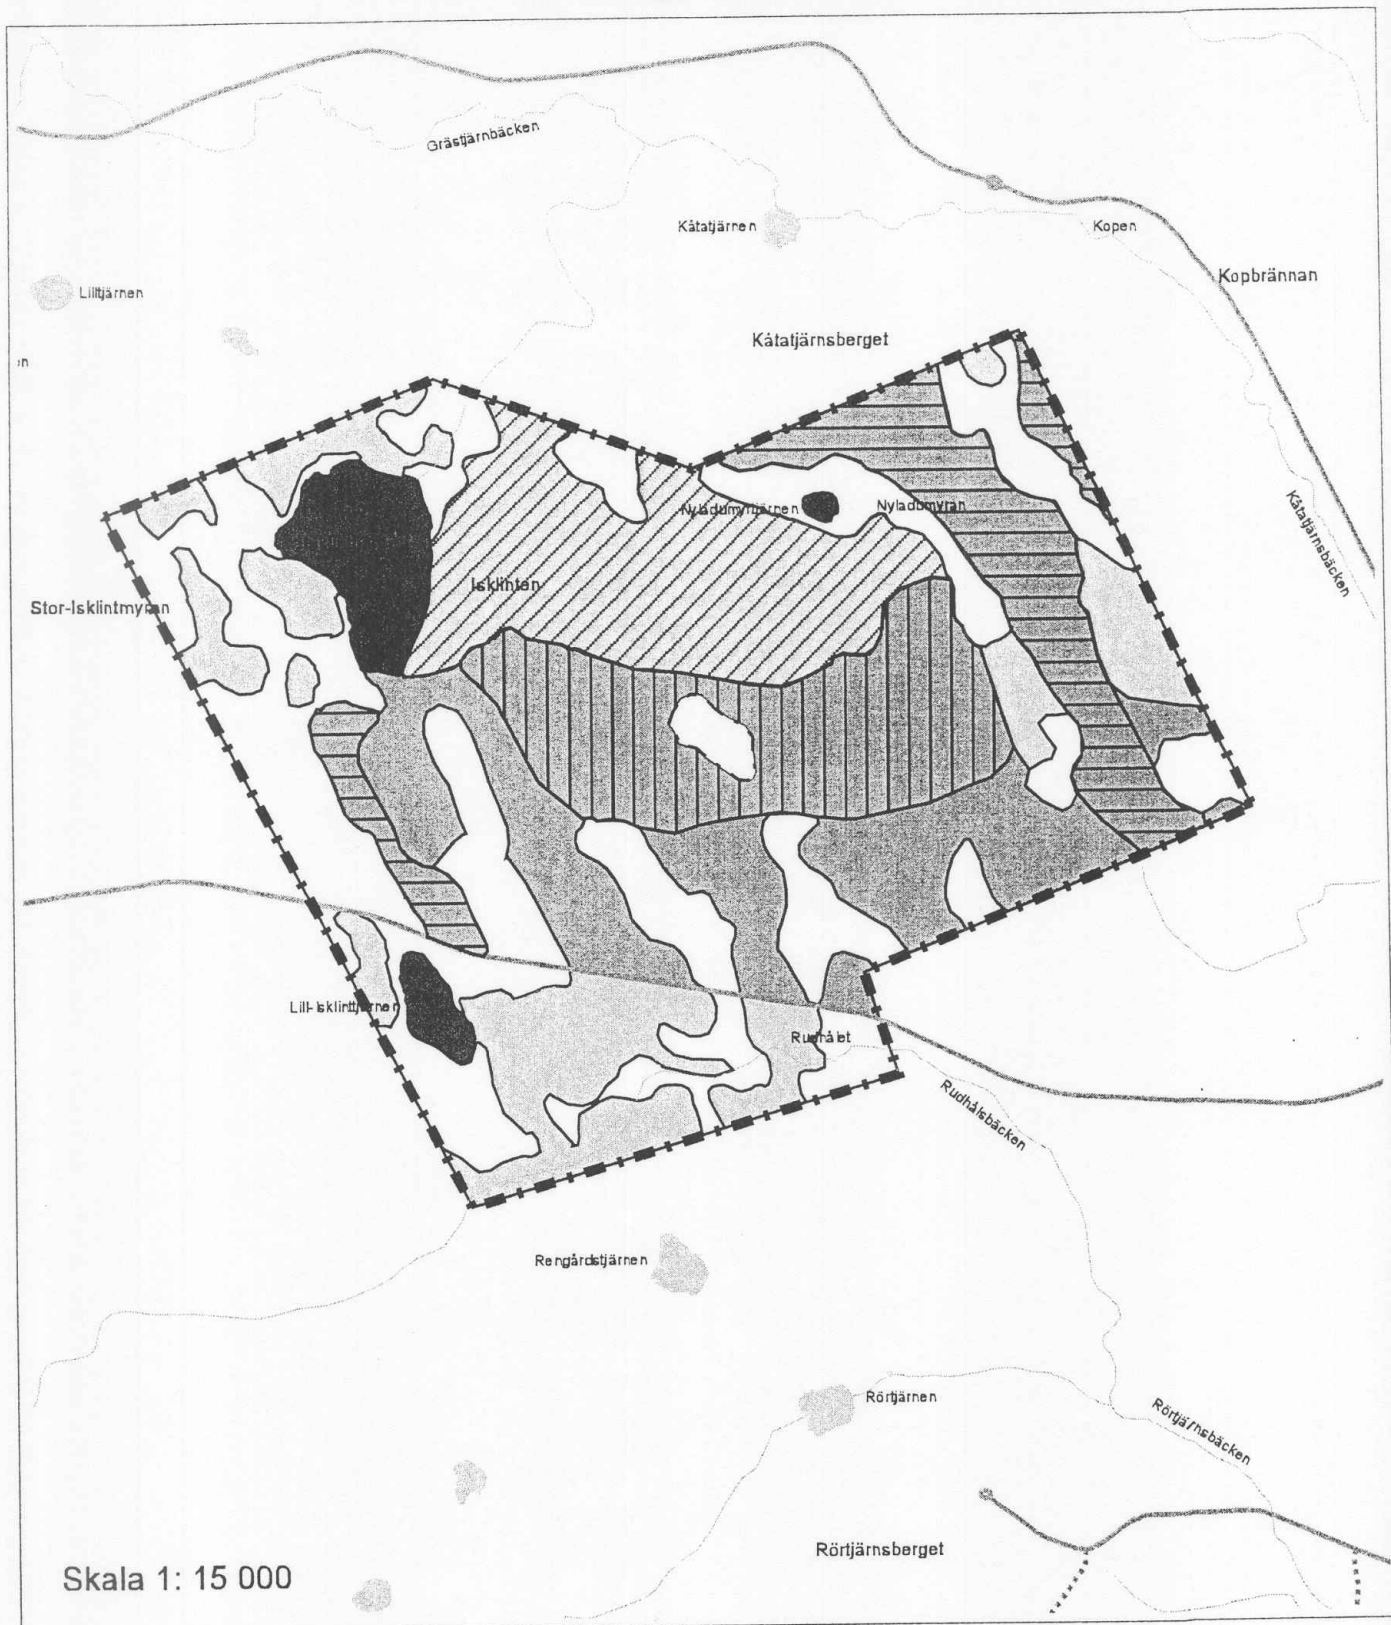 Grästjärnbäcken
Kåtatjärnen
Kopen
Kopbrännan
Lilltjärnen
Kåtatjärnsberget
Nyladumyran
Kåtatjärnsbäcken
Isklinten
Stor-Isklintmyran
Lill-Isklinttjärnen
Rudhålet
Rudhålsbäcken
Rengårdstjärnen
Rörtjärnen
Rörtjärnsbäcken
Rörtjärnsberget
Skala 1: 15 000